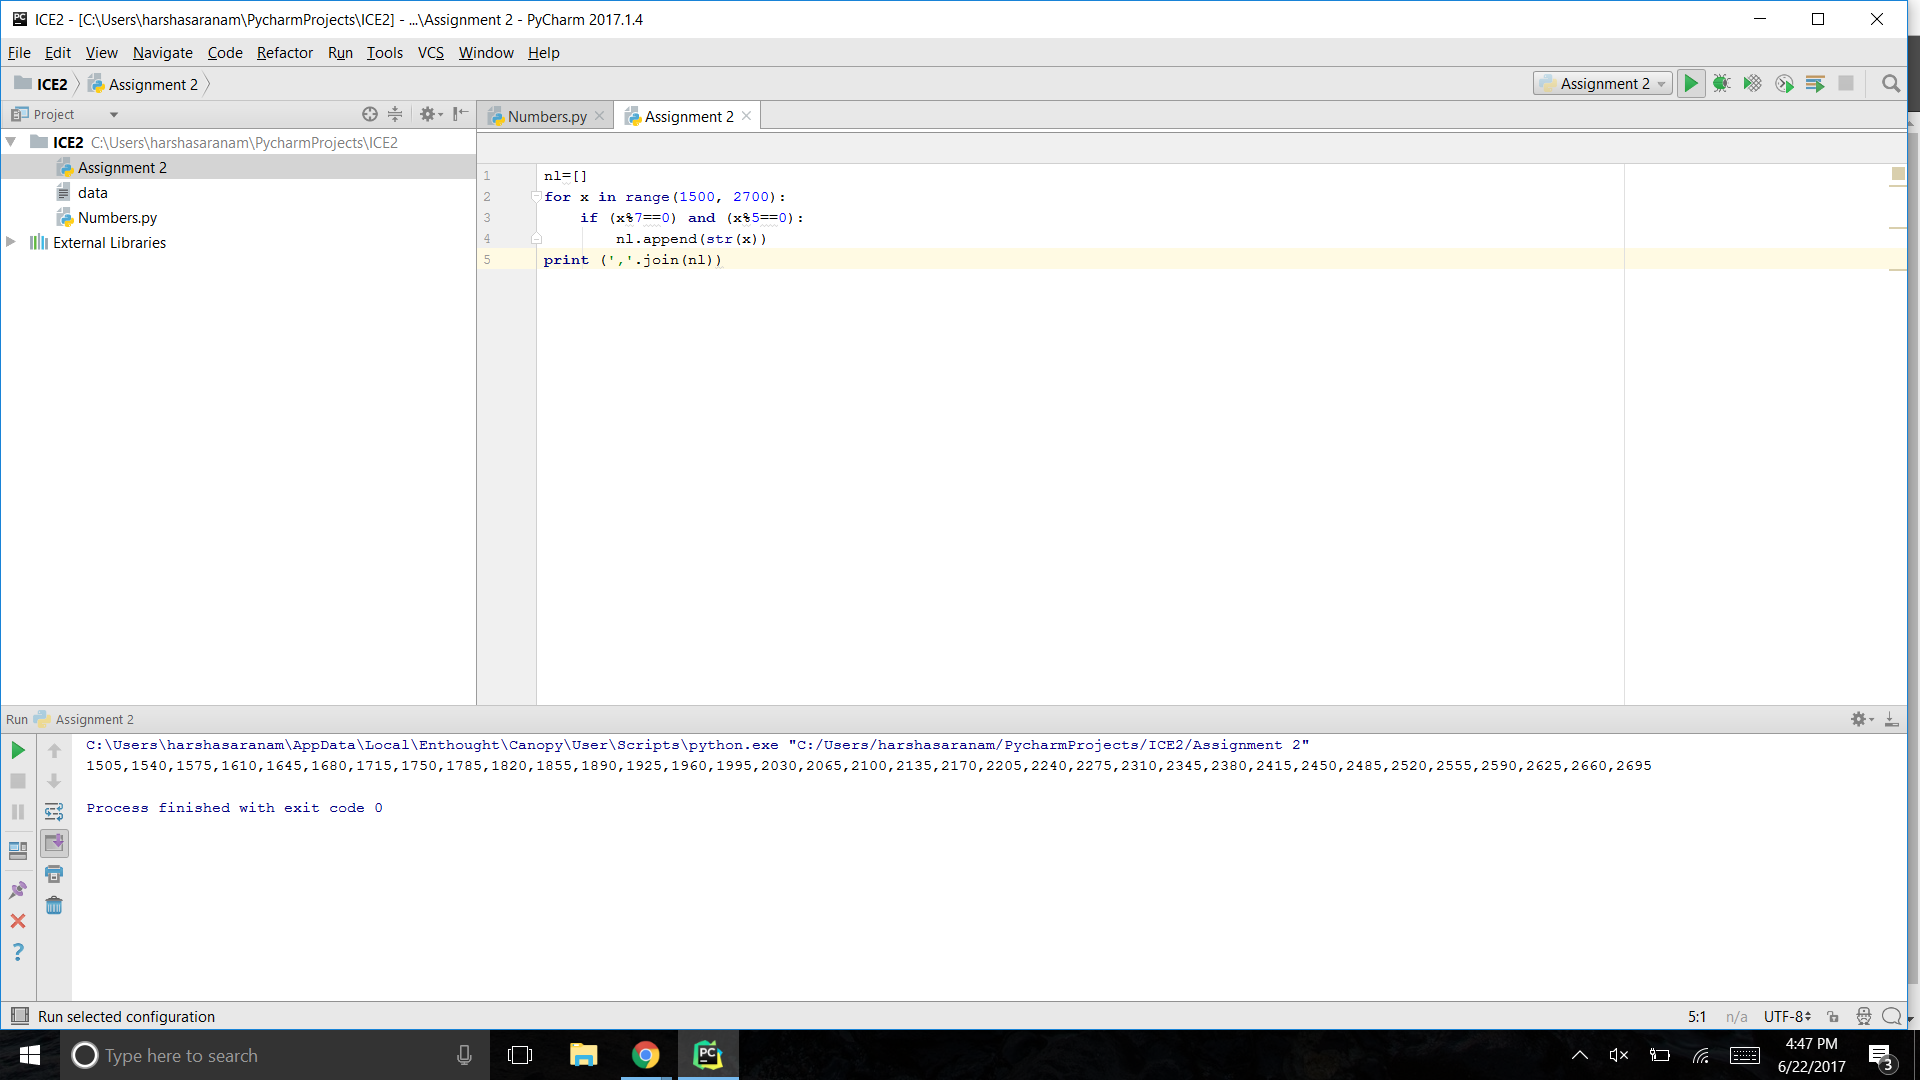 ICE2 - [C:\Users\harshasaranam\PycharmProjects\ICE2] - ...\Assignment 2 - PyCharm 2017.1.4
File Edit View Navigate Code Refactor Run Tools VCS Window Help
ICE2 Assignment 2
Assignment 2
Project
Numbers.py Assignment 2
ICE2 C:\Users\harshasaranam\PycharmProjects\ICE2
Assignment 2
data
Numbers.py
External Libraries
1 nl=[]
2 for x in range(1500, 2700):
3 if (x%7==0) and (x%5==0):
4 nl.append(str(x))
5 print (','.join(nl))
Run Assignment 2
C:\Users\harshasaranam\AppData\Local\Enthought\Canopy\User\Scripts\python.exe "C:/Users/harshasaranam/PycharmProjects/ICE2/Assignment 2"
1505,1540,1575,1610,1645,1680,1715,1750,1785,1820,1855,1890,1925,1960,1995,2030,2065,2100,2135,2170,2205,2240,2275,2310,2345,2380,2415,2450,2485,2520,2555,2590,2625,2660,2695
Process finished with exit code 0
Run selected configuration
5:1 n/a UTF-8
Type here to search
PC
4:47 PM
6/22/2017
3